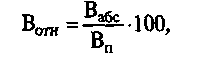 Вотн = Вабс / Вп · 100,